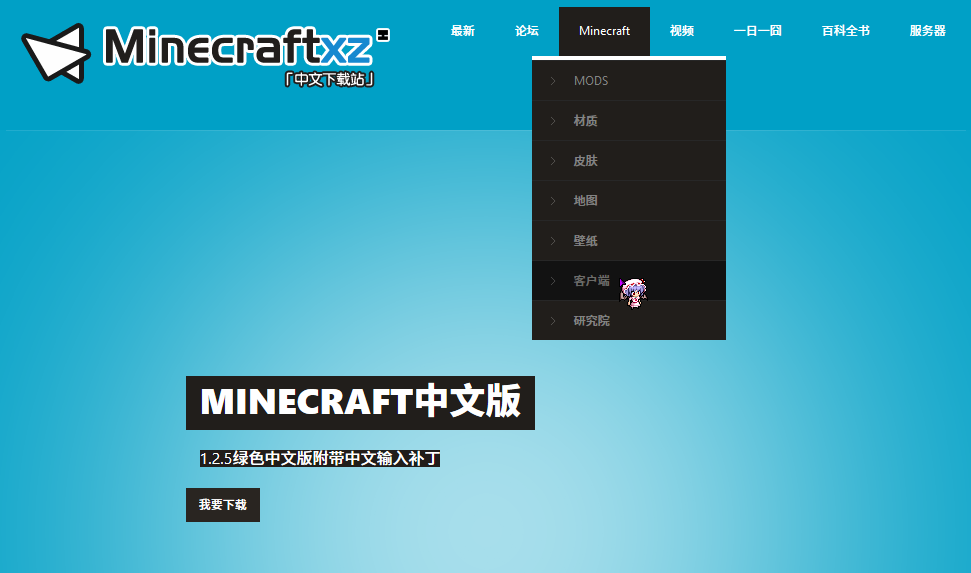 Minecraftxz
「中文下载站」
最新
论坛
Minecraft
视频
一日一囧
百科全书
服务器
MODS
材质
皮肤
地图
壁纸
客户端
研究院
MINECRAFT中文版
1.2.5绿色中文版附带中文输入补丁
我要下载